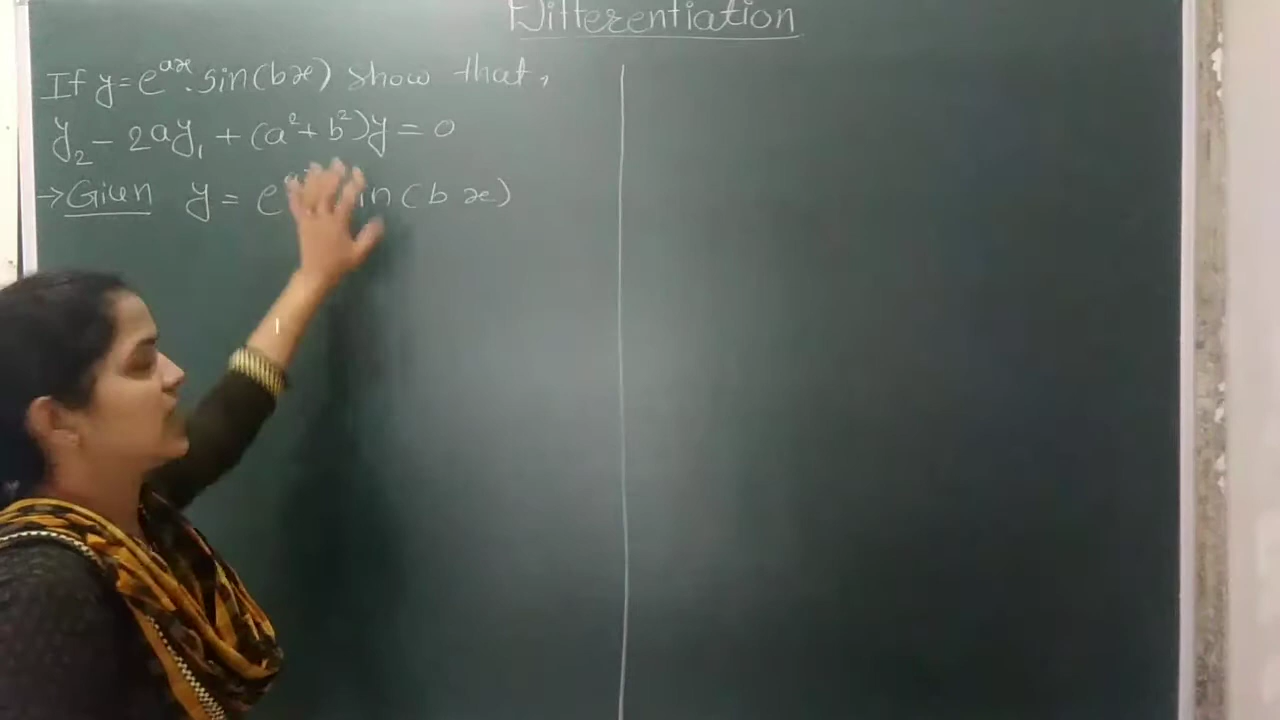 Differentiation
If y=e^ax.sin(bx) show that,
y₂ - 2ay₁ + (a²+b²)y = 0
→Given y = e in(bx)